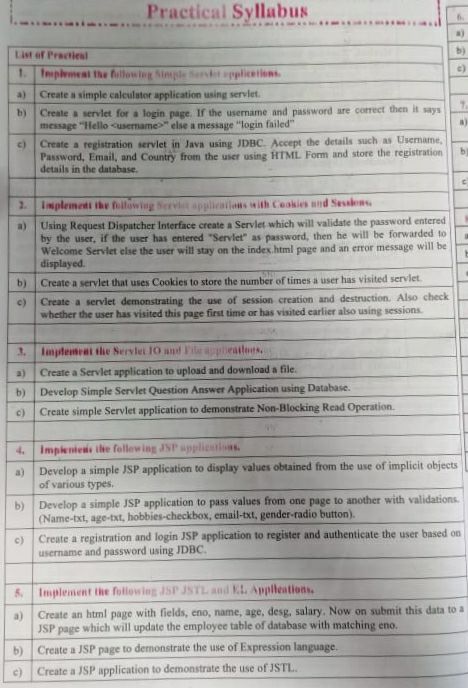 Practical Syllabus
List of Practical
1. Implement the following Simple Servlet applications.
a) Create a simple calculator application using servlet.
b) Create a servlet for a login page. If the username and password are correct then it says
message "Hello <username>" else a message "login failed"
c) Create a registration servlet in Java using JDBC. Accept the details such as Username,
Password, Email, and Country from the user using HTML Form and store the registration
details in the database.
2. Implement the following Servlet applications with Cookies and Sessions.
a) Using Request Dispatcher Interface create a Servlet which will validate the password entered
by the user, if the user has entered "Servlet" as password, then he will be forwarded to
Welcome Servlet else the user will stay on the index.html page and an error message will be
displayed.
b) Create a servlet that uses Cookies to store the number of times a user has visited servlet.
c) Create a servlet demonstrating the use of session creation and destruction. Also check
whether the user has visited this page first time or has visited earlier also using sessions.
3. Implement the Servlet IO and File applications.
a) Create a Servlet application to upload and download a file.
b) Develop Simple Servlet Question Answer Application using Database.
c) Create simple Servlet application to demonstrate Non-Blocking Read Operation.
4. Implement the following JSP applications.
a) Develop a simple JSP application to display values obtained from the use of implicit objects
of various types.
b) Develop a simple JSP application to pass values from one page to another with validations.
(Name-txt, age-txt, hobbies-checkbox, email-txt, gender-radio button).
c) Create a registration and login JSP application to register and authenticate the user based on
username and password using JDBC.
5. Implement the following JSP JSTL and EL Applications.
a) Create an html page with fields, eno, name, age, desg, salary. Now on submit this data to a
JSP page which will update the employee table of database with matching eno.
b) Create a JSP page to demonstrate the use of Expression language.
c) Create a JSP application to demonstrate the use of JSTL.
6.
a)
b)
c)
7.
a)
b)
c